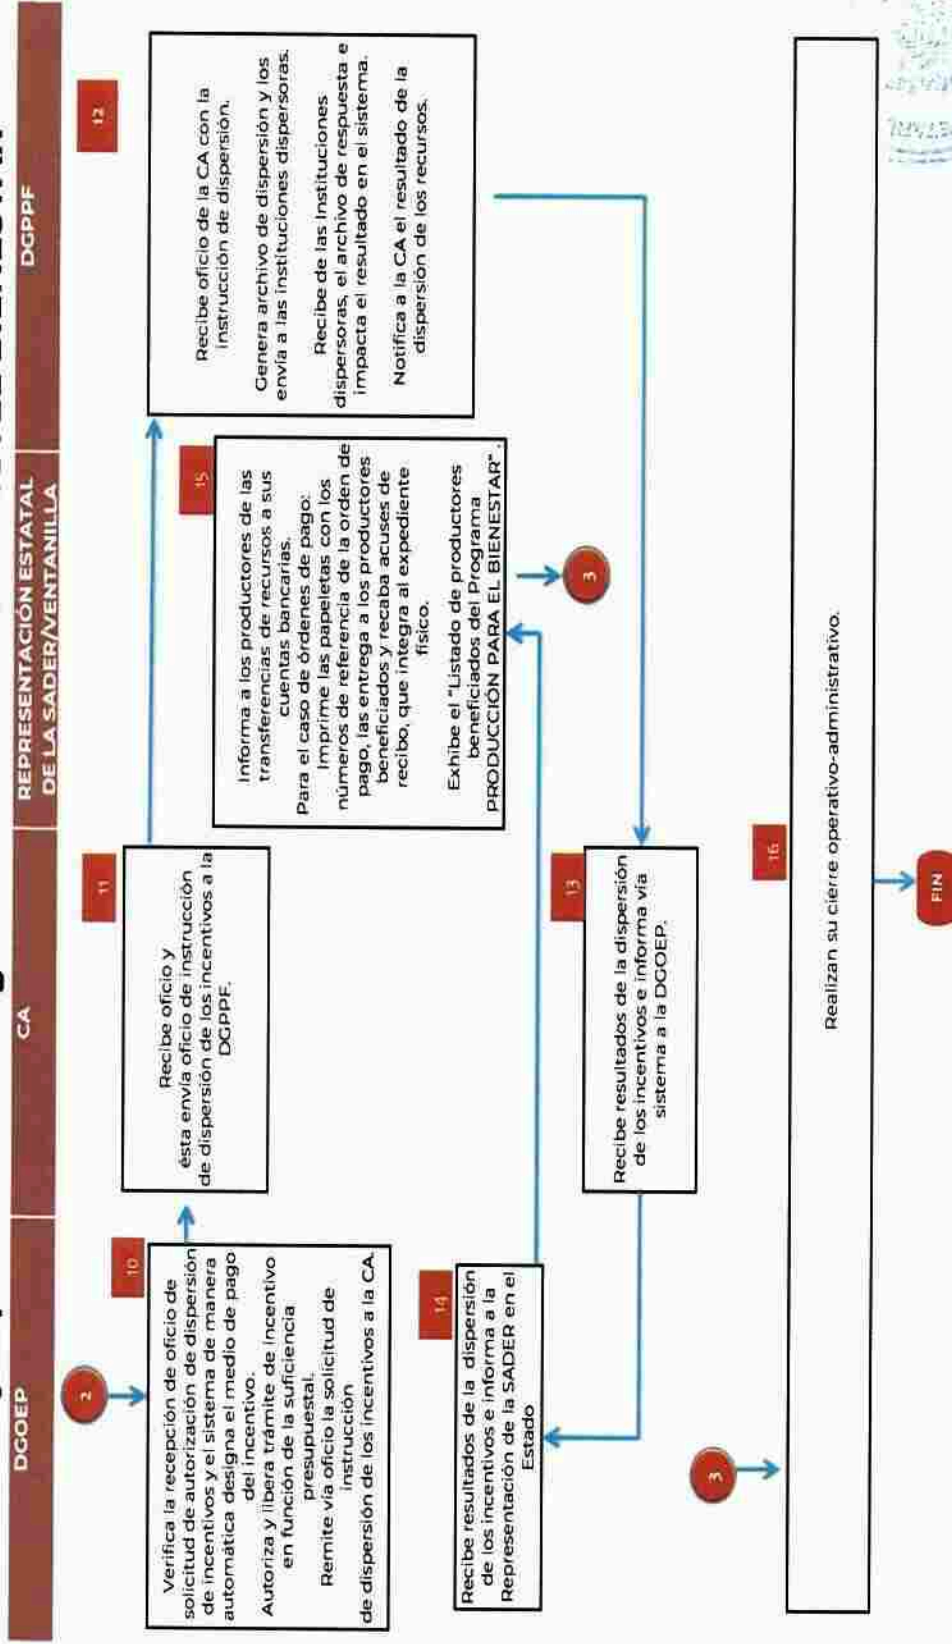 DGOEP
CA
REPRESENTACIÓN ESTATAL
DE LA SADER/VENTANILLA
DGPPF
2
10
Verifica la recepción de oficio de
solicitud de autorización de dispersión
de incentivos y el sistema de manera
automática designa el medio de pago
del incentivo.
Autoriza y libera trámite de incentivo
en función de la suficiencia
presupuestal.
Remite vía oficio la solicitud de
instrucción
de dispersión de los incentivos a la CA.
11
Recibe oficio y
ésta envía oficio de instrucción
de dispersión de los incentivos a la
DGPPF.
12
Recibe oficio de la CA con la
instrucción de dispersión.
Genera archivo de dispersión y los
envía a las instituciones dispersoras.
Recibe de las Instituciones
dispersoras, el archivo de respuesta e
impacta el resultado en el sistema.
Notifica a la CA el resultado de la
dispersión de los recursos.
15
Informa a los productores de las
transferencias de recursos a sus
cuentas bancarias.
Para el caso de órdenes de pago:
Imprime las papeletas con los
números de referencia de la orden de
pago, las entrega a los productores
beneficiados y recaba acuses de
recibo, que integra al expediente
físico.
Exhibe el "Listado de productores
beneficiados del Programa
PRODUCCIÓN PARA EL BIENESTAR".
3
14
Recibe resultados de la dispersión
de los incentivos e informa a la
Representación de la SADER en el
Estado
13
Recibe resultados de la dispersión
de los incentivos e informa vía
sistema a la DGOEP.
3
16
Realizan su cierre operativo-administrativo.
FIN